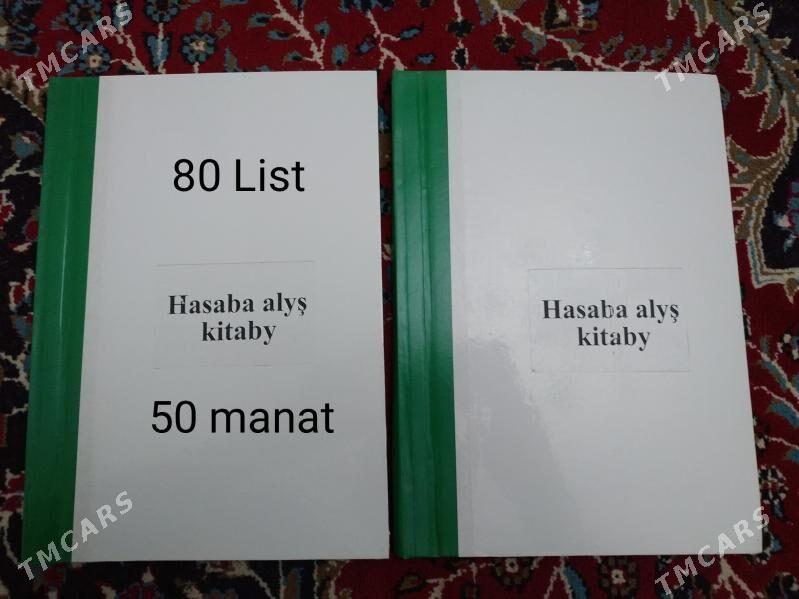 TMCARS
TMCARS
80 List
Hasaba alyş
kitaby
50 manat
Hasaba alyş
kitaby
TMCARS
TMCARS